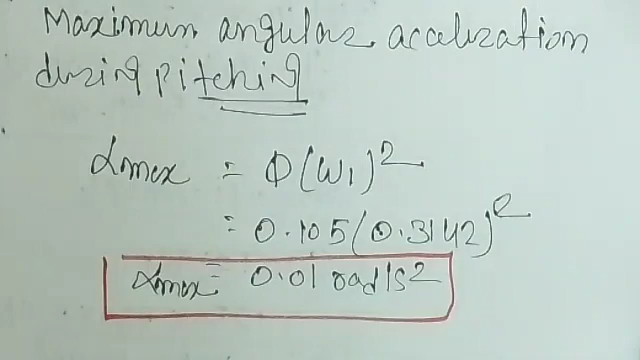 Maximum angular acceleration
during pitching
αmax = Φ(ω1)²
= 0.105(0.3142)²
αmax = 0.01 rad/s²